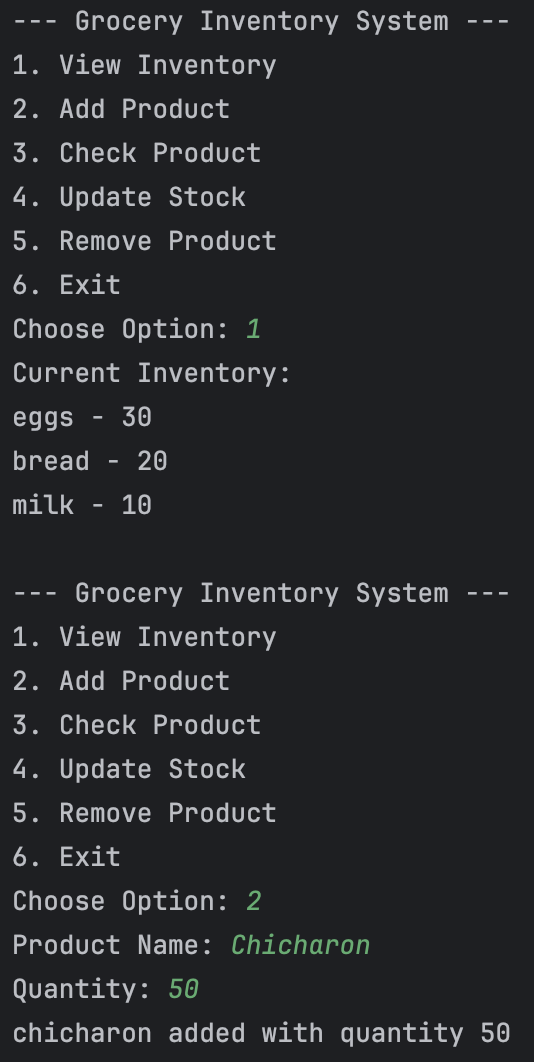 --- Grocery Inventory System ---
1. View Inventory
2. Add Product
3. Check Product
4. Update Stock
5. Remove Product
6. Exit
Choose Option: 1
Current Inventory:
eggs - 30
bread - 20
milk - 10

--- Grocery Inventory System ---
1. View Inventory
2. Add Product
3. Check Product
4. Update Stock
5. Remove Product
6. Exit
Choose Option: 2
Product Name: Chicharon
Quantity: 50
chicharon added with quantity 50